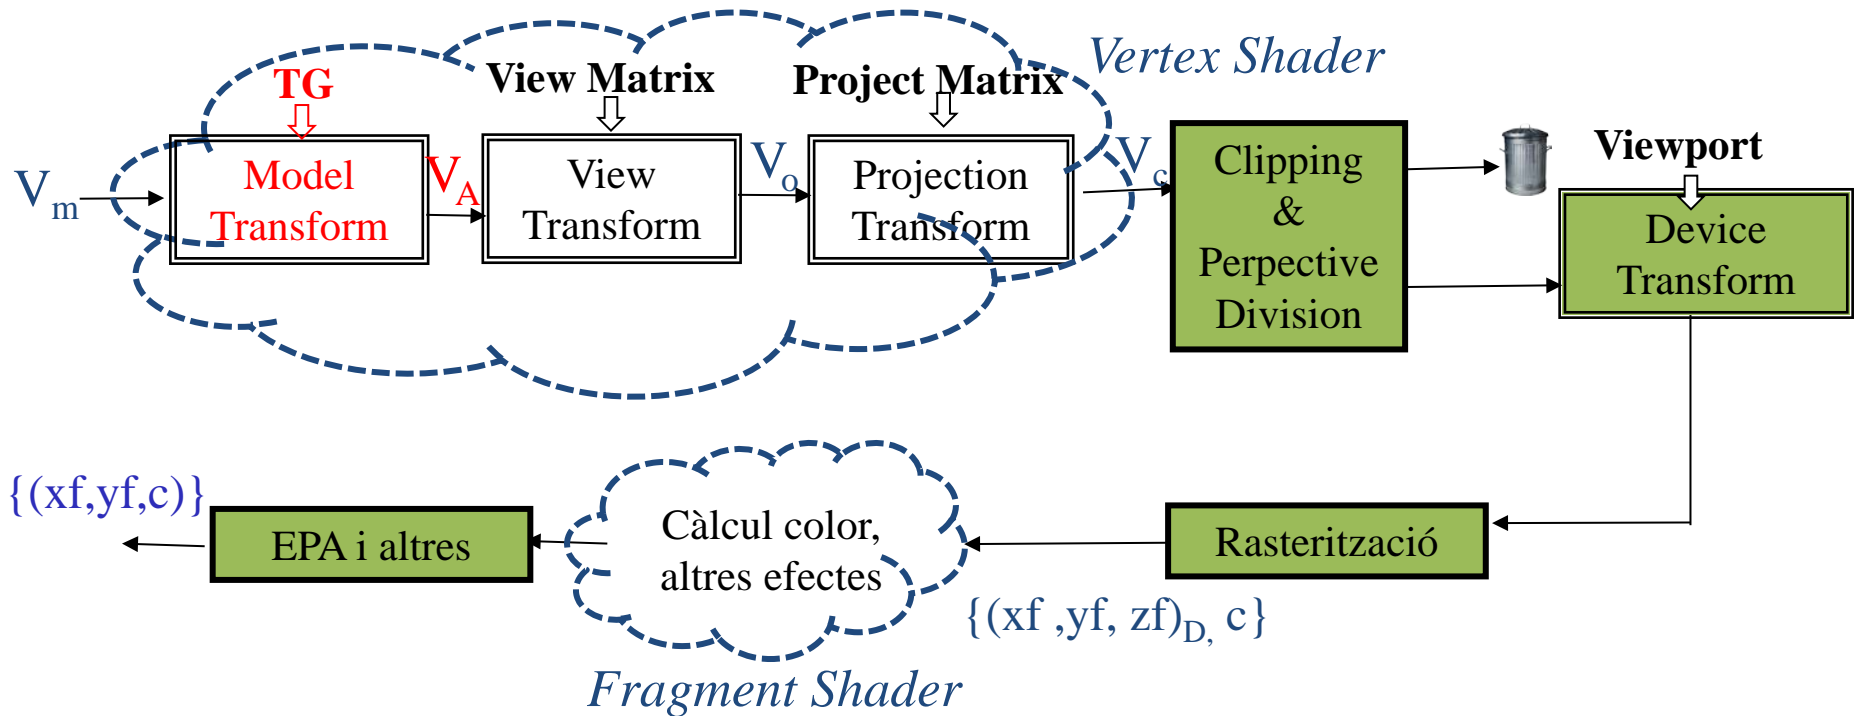 Vertex Shader
TG
View Matrix
Project Matrix
Vm
Model
Transform
VA
View
Transform
Vo
Projection
Transform
Vc
Clipping
&
Perpective
Division
Viewport
Device
Transform
{(xf,yf,c)}
EPA i altres
Càlcul color,
altres efectes
Rasterització
{(xf ,yf, zf)D, c}
Fragment Shader